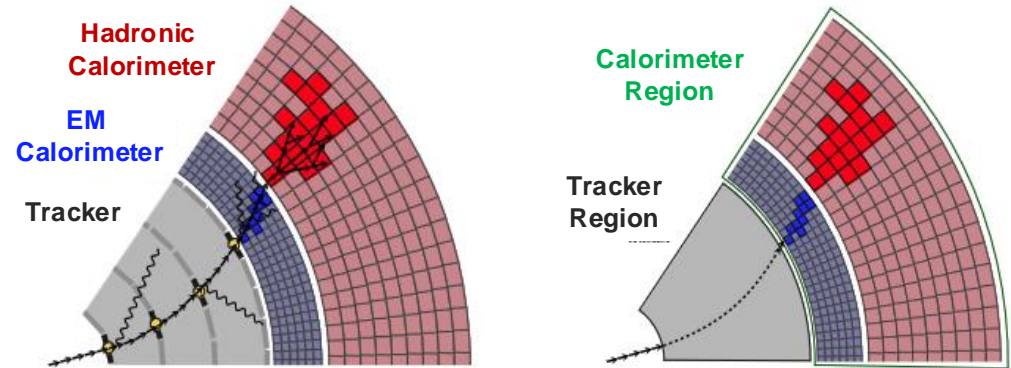 Hadronic
Calorimeter
EM
Calorimeter
Tracker
Calorimeter
Region
Tracker
Region